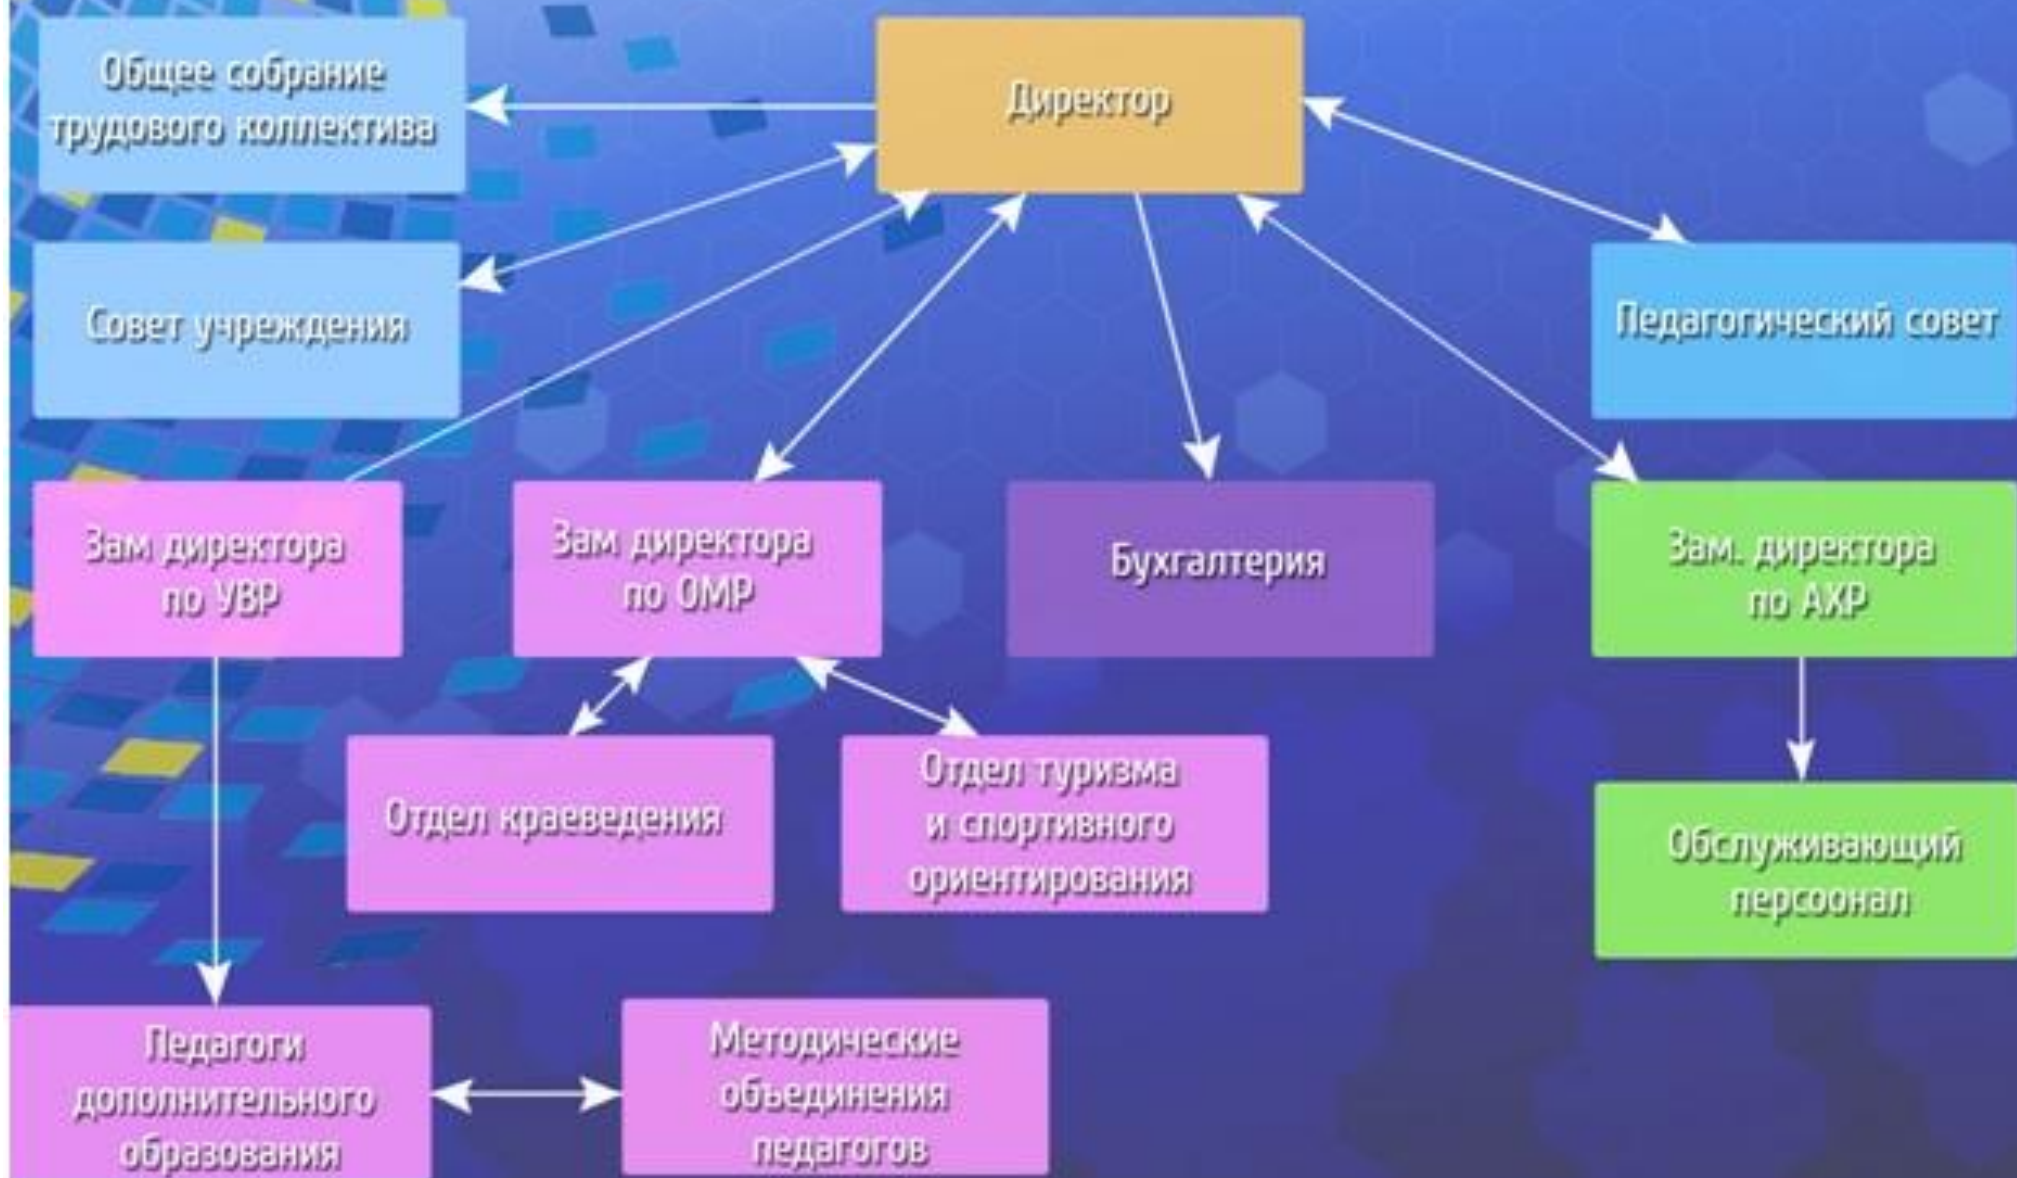 Общее собрание
трудового коллектива
Директор
Совет учреждения
Педагогический совет
Зам директора
по УВР
Зам директора
по ОМР
Бухгалтерия
Зам. директора
по АХР
Отдел краеведения
Отдел туризма
и спортивного
ориентирования
Обслуживающий
персоонал
Педагоги
дополнительного
образования
Методические
объединения
педагогов